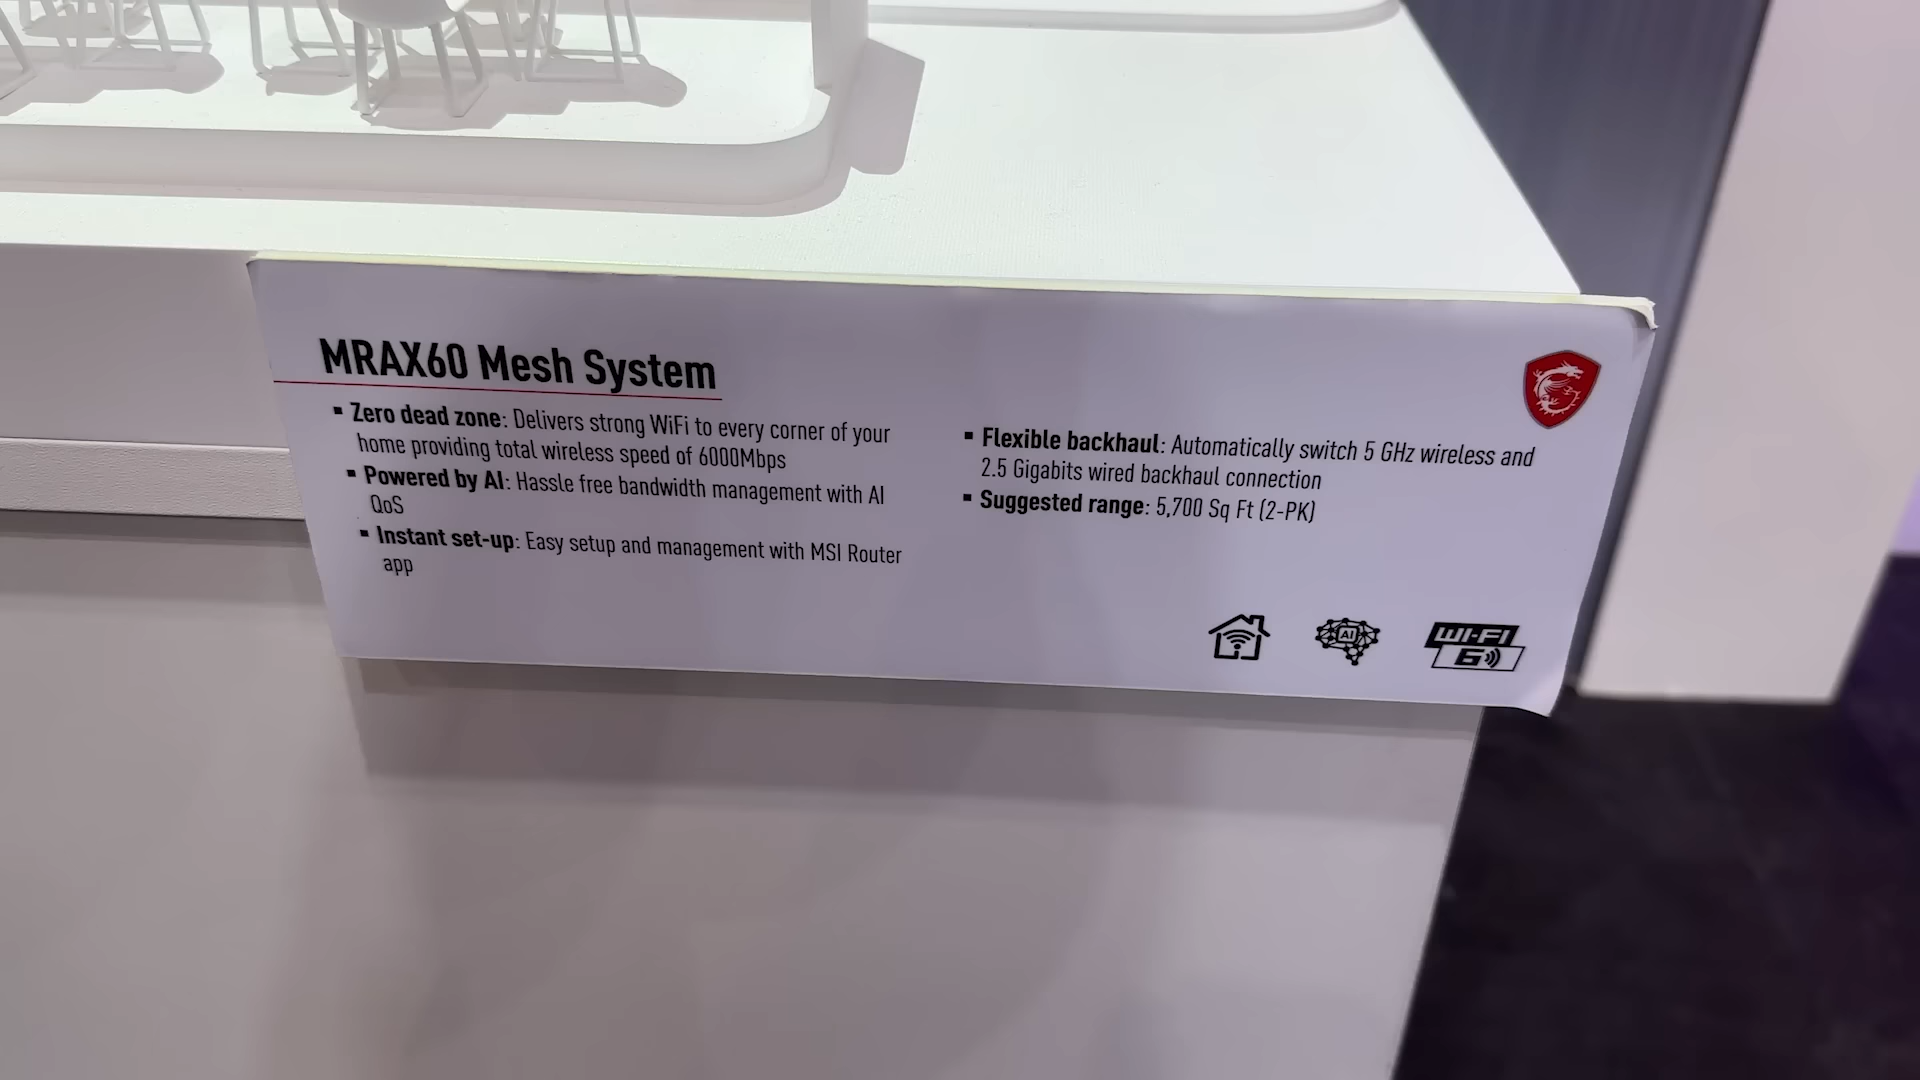 MRAX60 Mesh System
▪ Zero dead zone: Delivers strong WiFi to every corner of your
home providing total wireless speed of 6000Mbps
▪ Powered by AI: Hassle free bandwidth management with AI
QoS
▪ Instant set-up: Easy setup and management with MSI Router
app
▪ Flexible backhaul: Automatically switch 5 GHz wireless and
2.5 Gigabits wired backhaul connection
▪ Suggested range: 5,700 Sq Ft (2-PK)
AI
WI-FI
6